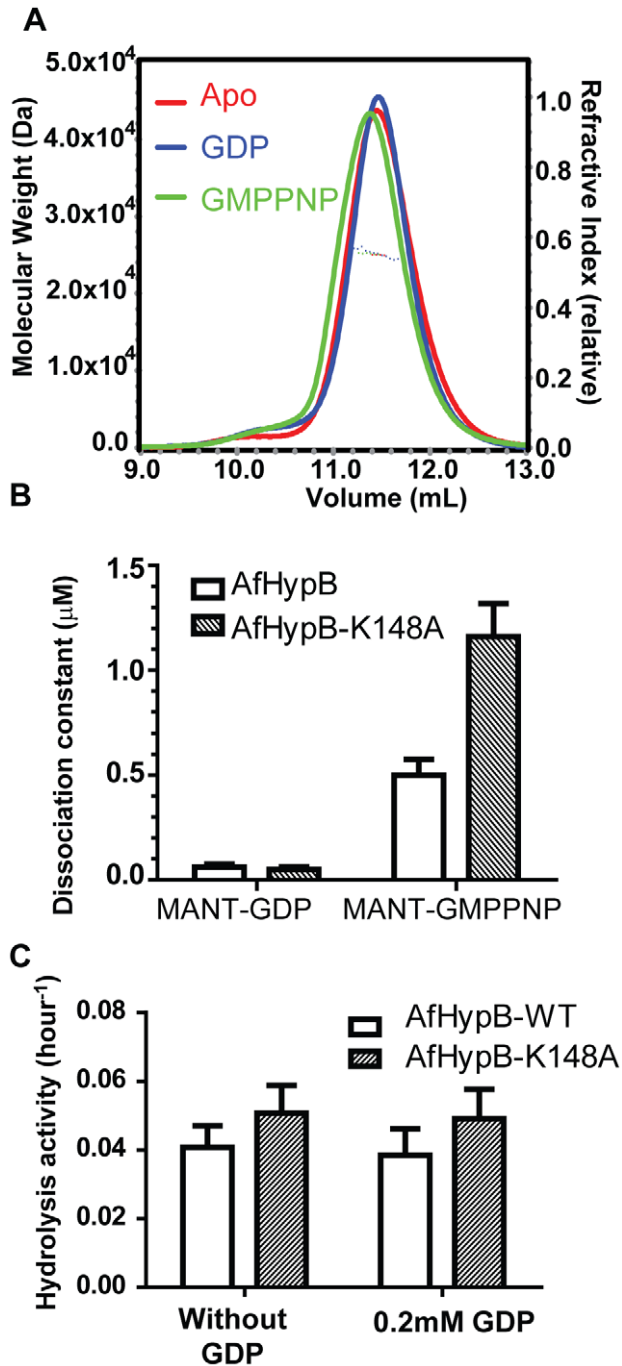 A
Molecular Weight (Da)
5.0x10⁴
4.0x10⁴
3.0x10⁴
2.0x10⁴
1.0x10⁴
0.0
Apo
GDP
GMPPNP
1.0
0.8
0.6
0.4
0.2
0.0
Refractive Index (relative)
9.0 10.0 11.0 12.0 13.0
Volume (mL)
B
Dissociation constant (μM)
1.5
1.0
0.5
0.0
AfHypB
AfHypB-K148A
MANT-GDP MANT-GMPPNP
C
Hydrolysis activity (hour⁻¹)
0.08
0.06
0.04
0.02
0.00
AfHypB-WT
AfHypB-K148A
Without
GDP
0.2mM GDP